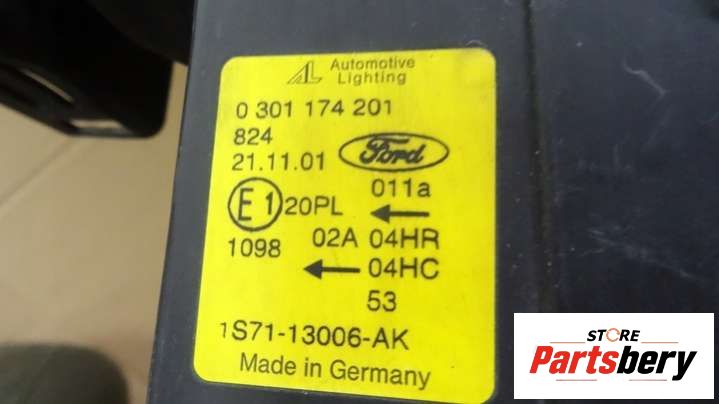 AL Automotive
Lighting
0 301 174 201
824
21.11.01 Ford
011a
E1 20PL ←
1098 02A 04HR
← 04HC
53
1S71-13006-AK
Made in Germany
STORE
Partsbery